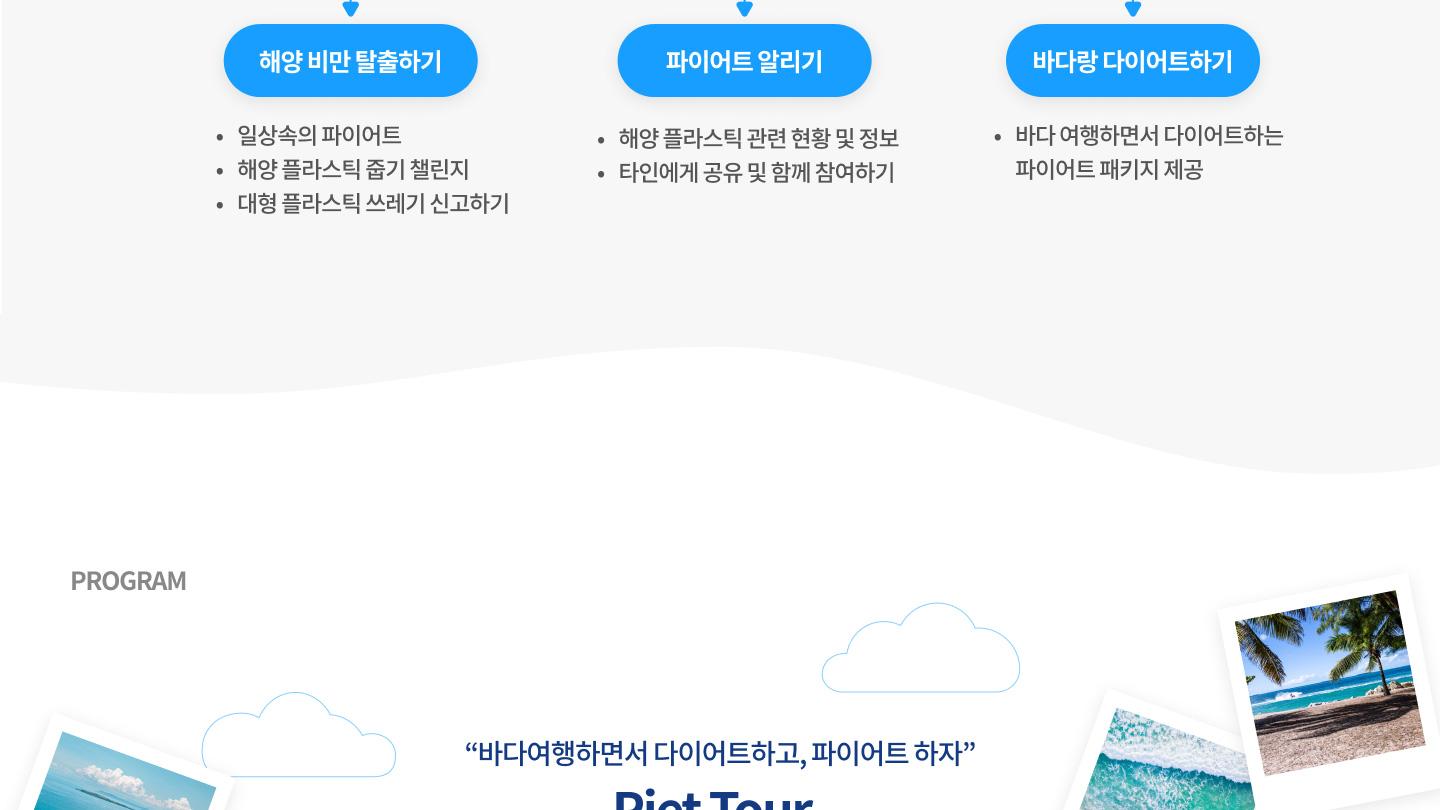 해양 비만 탈출하기
• 일상속의 파이어트
• 해양 플라스틱 줍기 챌린지
• 대형 플라스틱 쓰레기 신고하기
파이어트 알리기
• 해양 플라스틱 관련 현황 및 정보
• 타인에게 공유 및 함께 참여하기
바다랑 다이어트하기
• 바다 여행하면서 다이어트하는
파이어트 패키지 제공
PROGRAM
“바다여행하면서 다이어트하고, 파이어트 하자”
Piet Tour